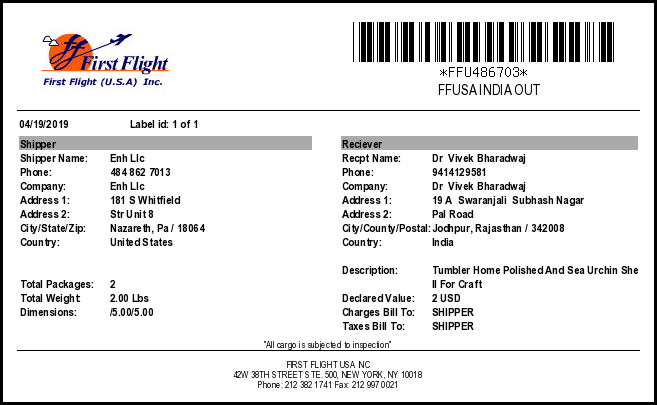 First Flight
First Flight (U.S.A) Inc.
*FFU486703*
FFUSA INDIA OUT
04/19/2019 Label id: 1 of 1
Shipper
Shipper Name: Enh Llc
Phone: 484 862 7013
Company: Enh Llc
Address 1: 181 S Whitfield
Address 2: Str Unit 8
City/State/Zip: Nazareth, Pa / 18064
Country: United States
Total Packages: 2
Total Weight: 2.00 Lbs
Dimensions: /5.00/5.00
Reciever
Recpt Name: Dr Vivek Bharadwaj
Phone: 9414129581
Company: Dr Vivek Bharadwaj
Address 1: 19 A Swaranjali Subhash Nagar
Address 2: Pal Road
City/County/Postal: Jodhpur, Rajasthan / 342008
Country: India
Description: Tumbler Home Polished And Sea Urchin She
ll For Craft
Declared Value: 2 USD
Charges Bill To: SHIPPER
Taxes Bill To: SHIPPER
"All cargo is subjected to inspection"
FIRST FLIGHT USA INC
42W 38TH STREET STE. 500, NEW YORK, NY 10018
Phone: 212 382 1741 Fax: 212 997 0021